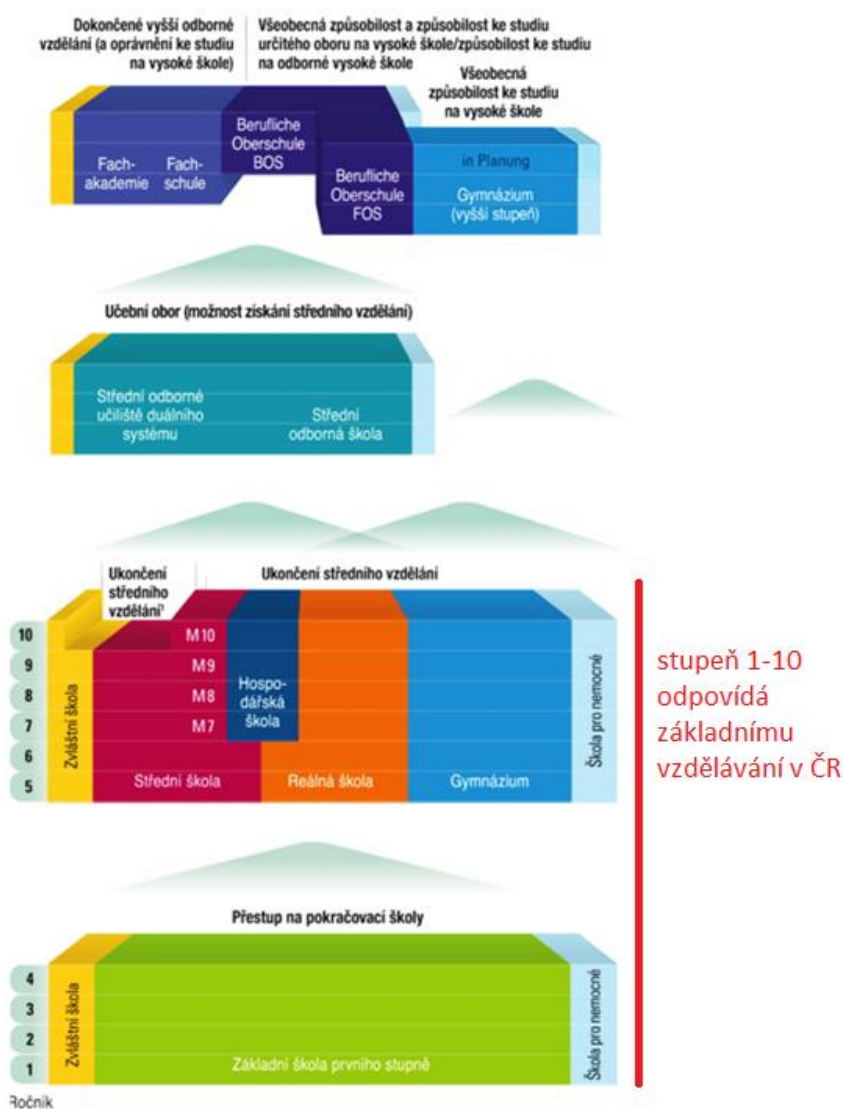 Dokončené vyšší odborné
vzdělání (a oprávnění ke studiu
na vysoké škole)
Všeobecná způsobilost a způsobilost ke studiu
určitého oboru na vysoké škole/způsobilost ke studiu
na odborné vysoké škole
Všeobecná
způsobilost ke studiu
na vysoké škole
Fach-
akademie
Fach-
schule
Berufliche
Oberschule
BOS
Berufliche
Oberschule
FOS
in Planung
Gymnázium
(vyšší stupeň)
Učební obor (možnost získání středního vzdělání)
Střední odborné
učiliště duálního
systému
Střední
odborná škola
Ukončení
středního
vzdělání¹
Ukončení středního vzdělání
10
9
8
7
6
5
Zvláštní škola
M10
M9
M8
M7
Střední škola
Hospo-
dářská
škola
Reálná škola
Gymnázium
Škola pro nemocné
stupeň 1-10
odpovídá
základnímu
vzdělávání v ČR
Přestup na pokračovací školy
4
3
2
1
Zvláštní škola
Základní škola prvního stupně
Škola pro nemocné
Ročník